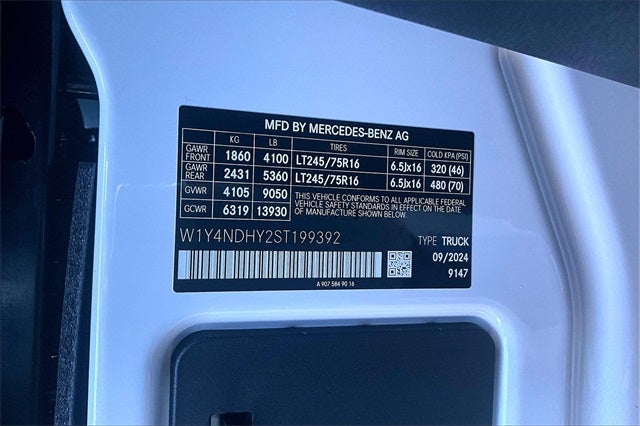 MFD BY MERCEDES-BENZ AG
KG LB TIRES RIM SIZE COLD KPA (PSI)
GAWR FRONT 1860 4100 LT245/75R16 6.5Jx16 320 (46)
GAWR REAR 2431 5360 LT245/75R16 6.5Jx16 480 (70)
GVWR 4105 9050 THIS VEHICLE CONFORMS TO ALL APPLICABLE FEDERAL
VEHICLE SAFETY STANDARDS IN EFFECT ON THE DATE
GCWR 6319 13930 OF MANUFACTURE SHOWN ABOVE.
W1Y4NDHY2ST199392 TYPE TRUCK
09/2024
9147
A 907 584 90 16